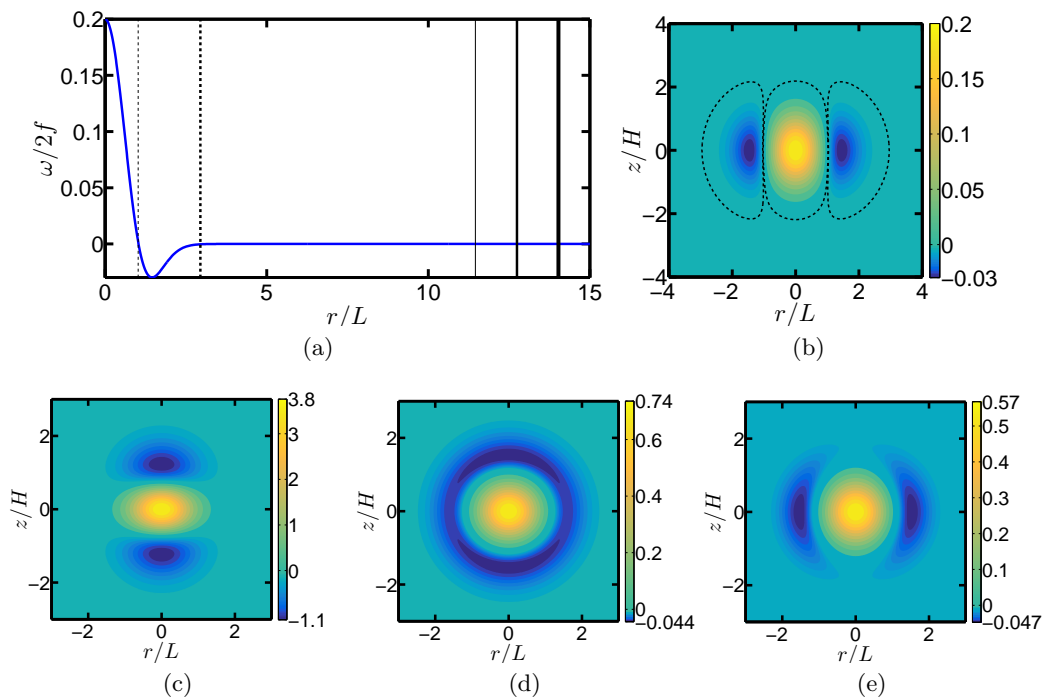 0.2
0.15
0.1
0.05
0
ω/2f
0 5 10 15
r/L
(a)
4
2
0
−2
−4
z/H
−4 −2 0 2 4
r/L
0.2
0.15
0.1
0.05
0
−0.03
(b)
2
0
−2
z/H
−2 0 2
r/L
3.8
3
2
1
0
−1.1
(c)
2
0
−2
z/H
−2 0 2
r/L
0.74
0.6
0.4
0.2
0
−0.044
(d)
2
0
−2
z/H
−2 0 2
r/L
0.57
0.5
0.4
0.3
0.2
0.1
0
−0.047
(e)